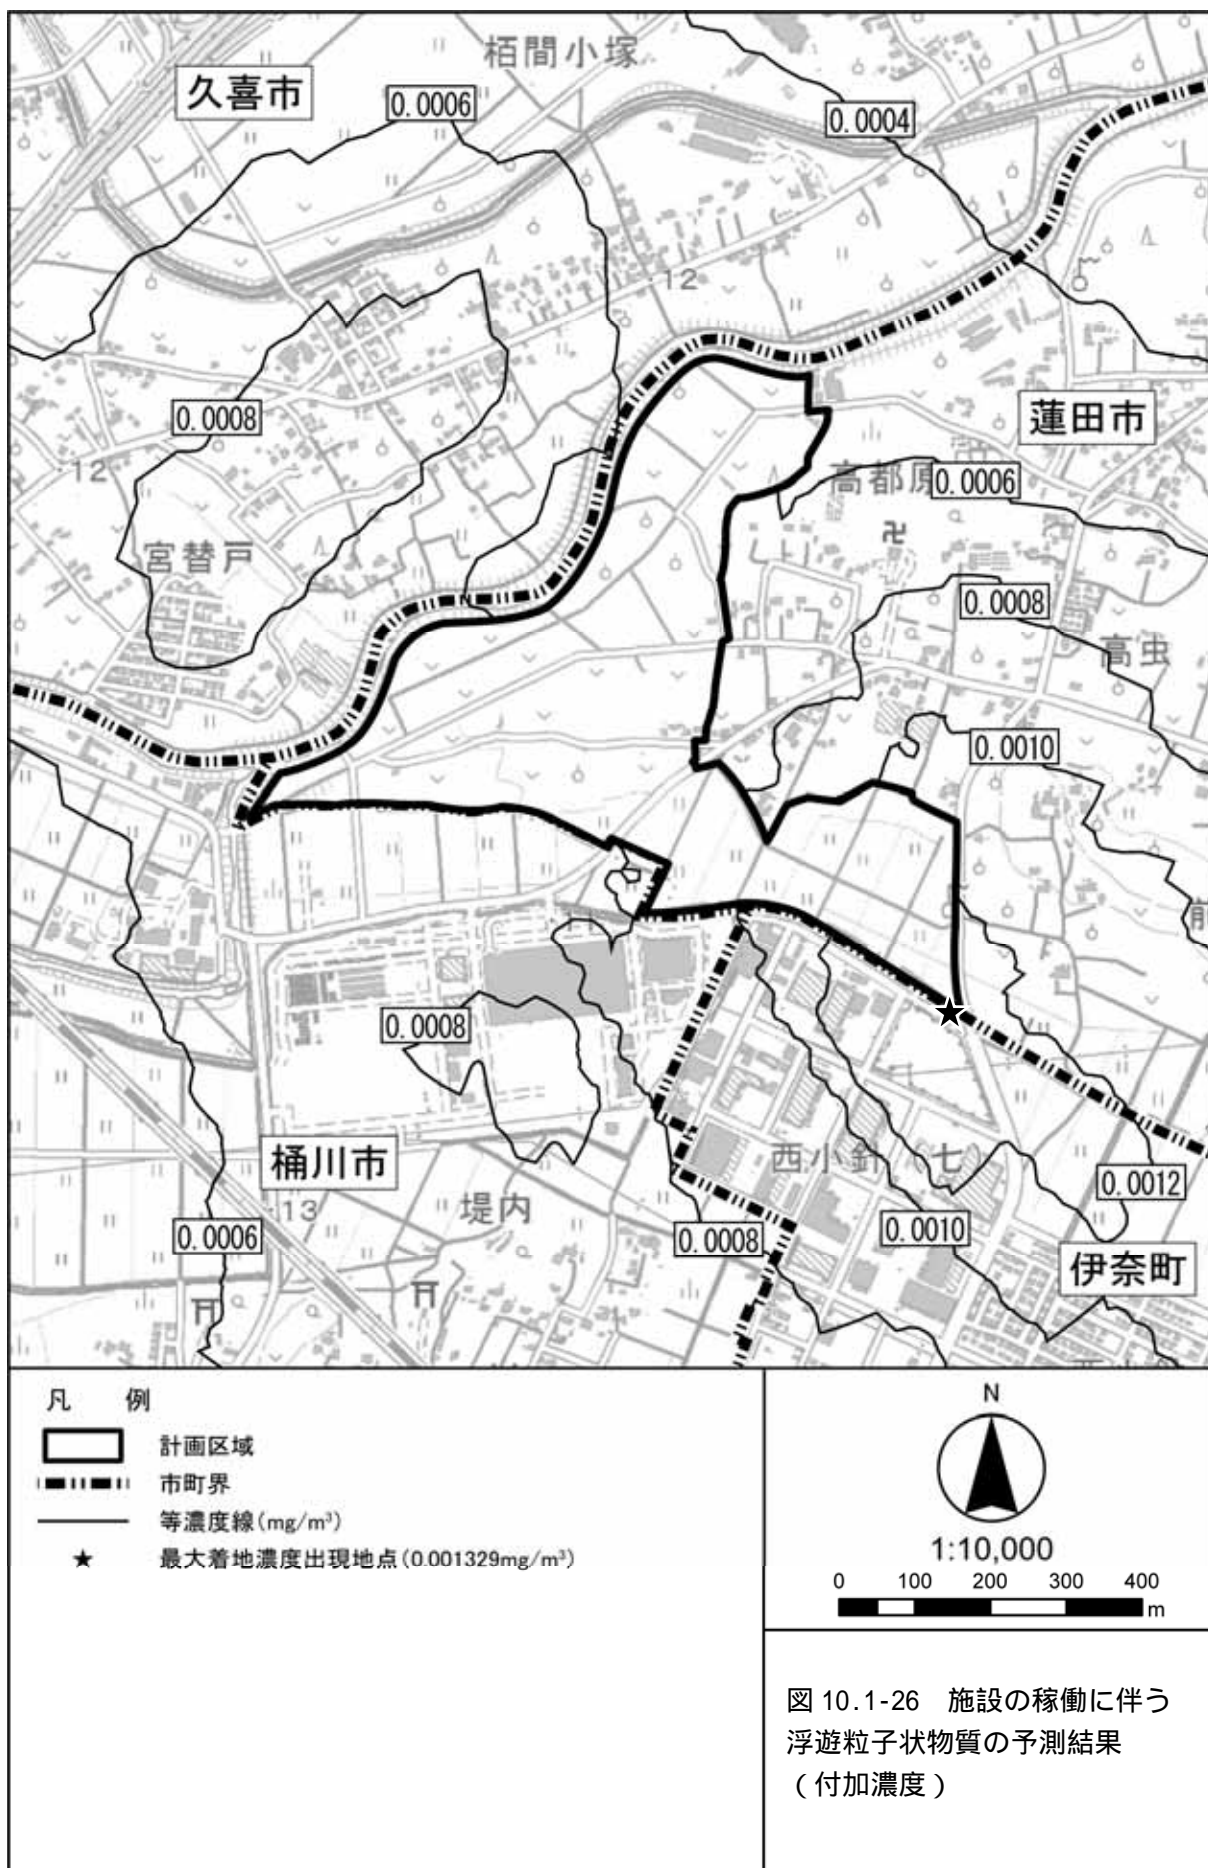 栢間小塚
久喜市
0.0006
0.0004
12
0.0008
蓮田市
12
高都原
0.0006
宮替戸
0.0008
高虫
0.0010
0.0008
西小針 七
桶川市
0.0012
13
堤内
0.0006
0.0008
0.0010
伊奈町
凡 例
計画区域
市町界
等濃度線(mg/m³)
★ 最大着地濃度出現地点(0.001329mg/m³)
N
1:10,000
0 100 200 300 400
m
図 10.1-26 施設の稼働に伴う
浮遊粒子状物質の予測結果
(付加濃度)